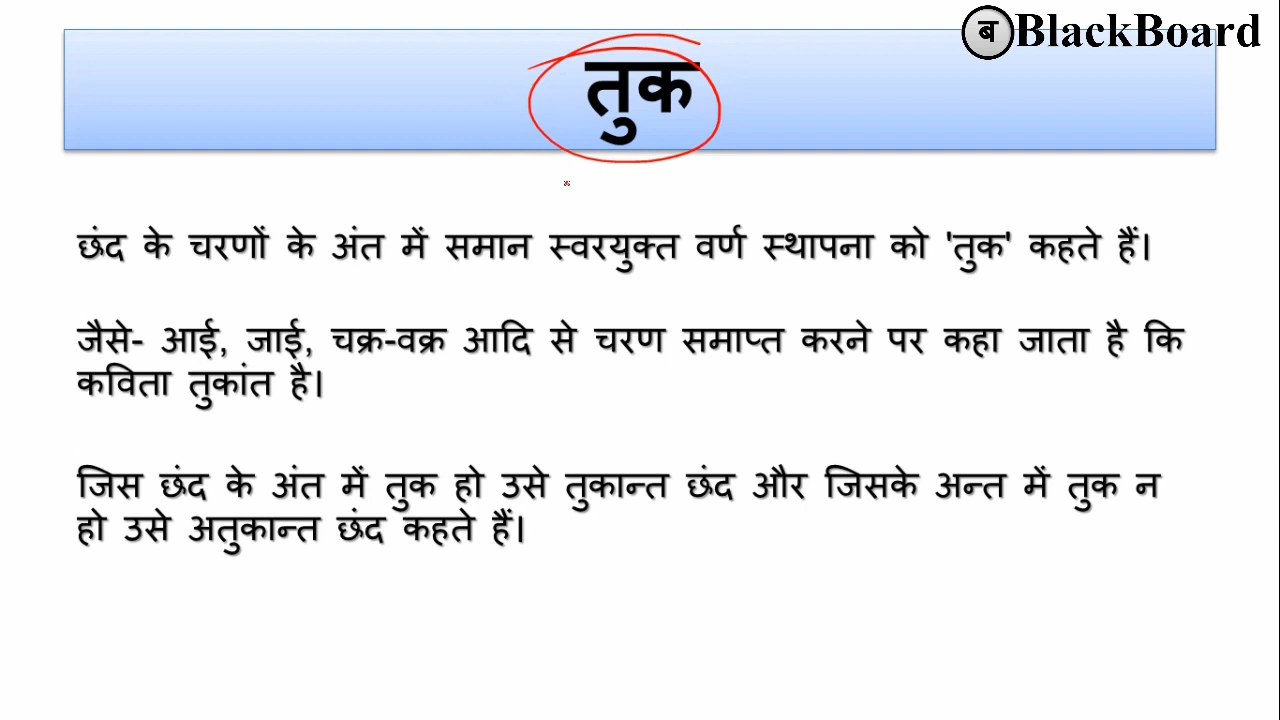 ब BlackBoard
तुक
छंद के चरणों के अंत में समान स्वरयुक्त वर्ण स्थापना को 'तुक' कहते हैं।
जैसे- आई, जाई, चक्र-वक्र आदि से चरण समाप्त करने पर कहा जाता है कि
कविता तुकांत है।
जिस छंद के अंत में तुक हो उसे तुकान्त छंद और जिसके अन्त में तुक न
हो उसे अतुकान्त छंद कहते हैं।